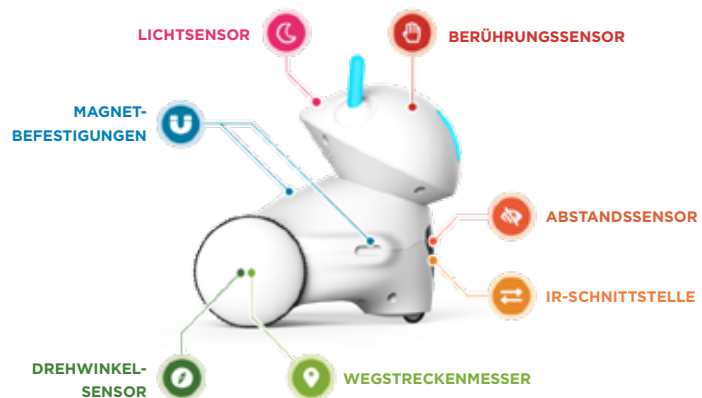 LICHTSENSOR
BERÜHRUNGSSENSOR
MAGNET-
BEFESTIGUNGEN
ABSTANDSSENSOR
IR-SCHNITTSTELLE
DREHWINKEL-
SENSOR
WEGSTRECKENMESSER